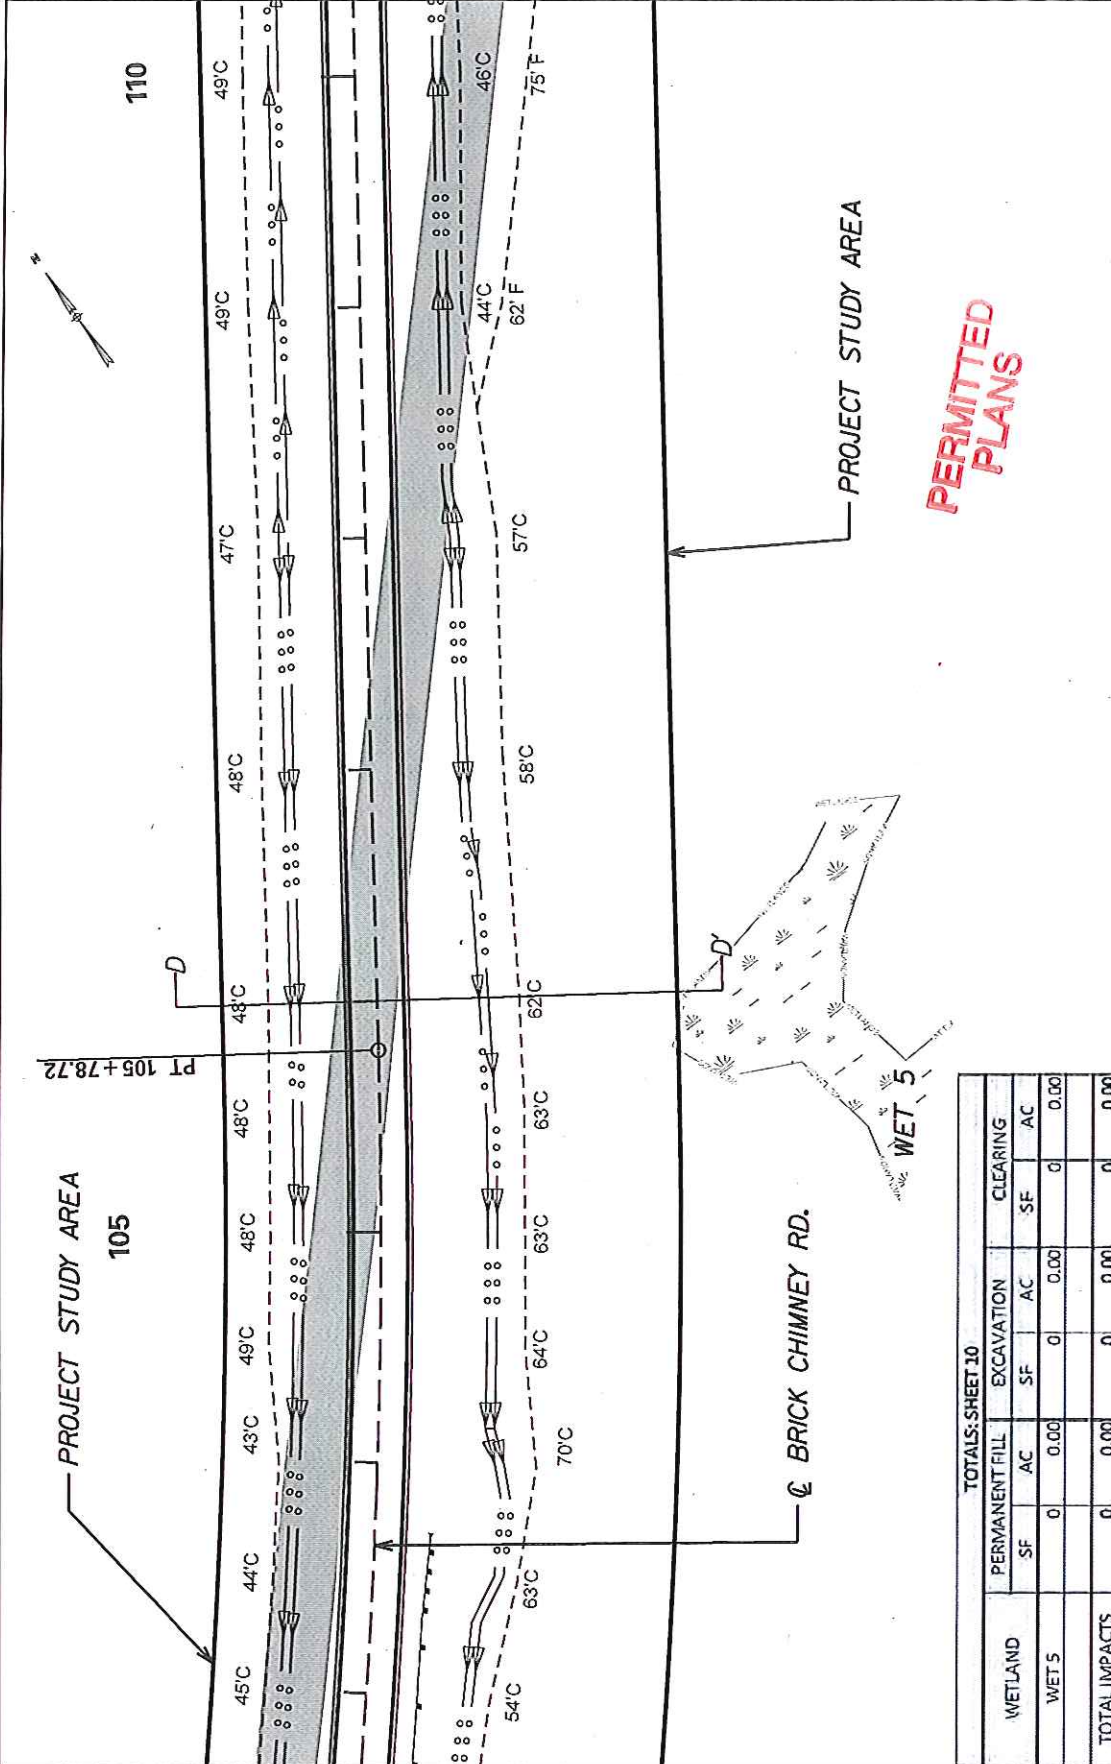 PROJECT STUDY AREA
105
110
45'C
44'C
43'C
49'C
48'C
48'C
48'C
48'C
47'C
49'C
49'C
PT 105+78.72
D
D'
54'C
63'C
70'C
64'C
63'C
63'C
62'C
58'C
57'C
44'C
62' F
46'C
75' F
℄ BRICK CHIMNEY RD.
WET 5
PROJECT STUDY AREA
PERMITTED
PLANS
TOTALS: SHEET 10
WETLAND PERMANENT FILL EXCAVATION CLEARING
SF AC SF AC SF AC
WET 5 0 0.00 0 0.00 0 0.00
TOTAL IMPACTS 0 0.00 0 0.00 0 0.00